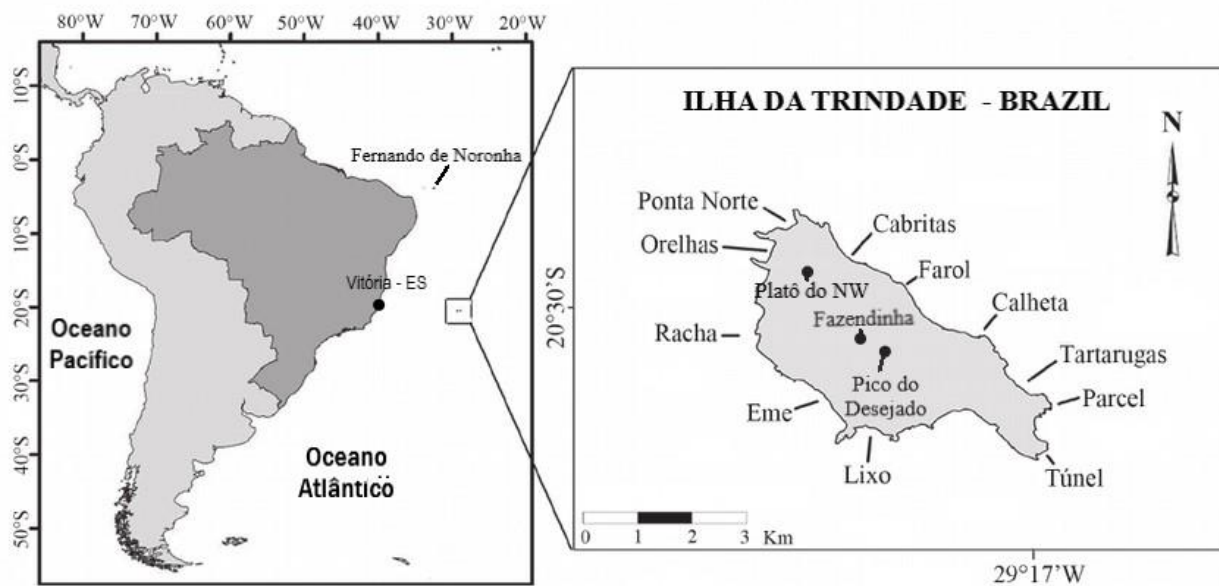 80°W 70°W 60°W 50°W 40°W 30°W 20°W
10°S
0°S
10°S
20°S
30°S
40°S
50°S
Fernando de Noronha
Vitória - ES
Oceano
Pacífico
Oceano
Atlântico
ILHA DA TRINDADE - BRAZIL
N
Ponta Norte
Cabritas
Orelhas
Farol
Platô do NW
Calheta
Fazendinha
Racha
Tartarugas
Pico do
Desejado
Parcel
Eme
Lixo
Túnel
0 1 2 3 Km
20°30'S
29°17'W